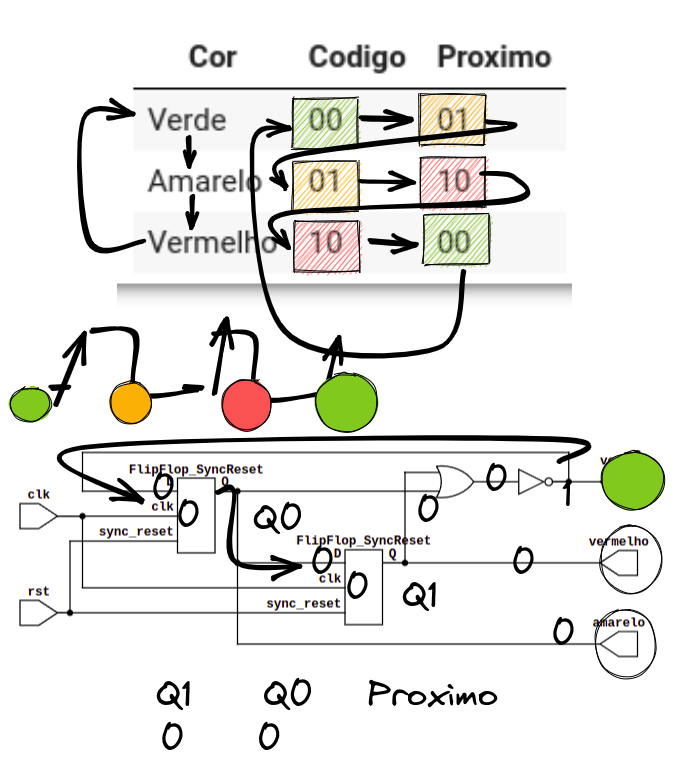 Cor Codigo Proximo
Verde 00 01
Amarelo 01 10
Vermelho 10 00
FlipFlop_SyncReset
0 D Q
clk clk 0
sync_reset
Q0
0 0 1
FlipFlop_SyncReset
0 D Q 0 vermelho
clk 0
Q1
rst sync_reset
0 amarelo
Q1 Q0 Proximo
0 0